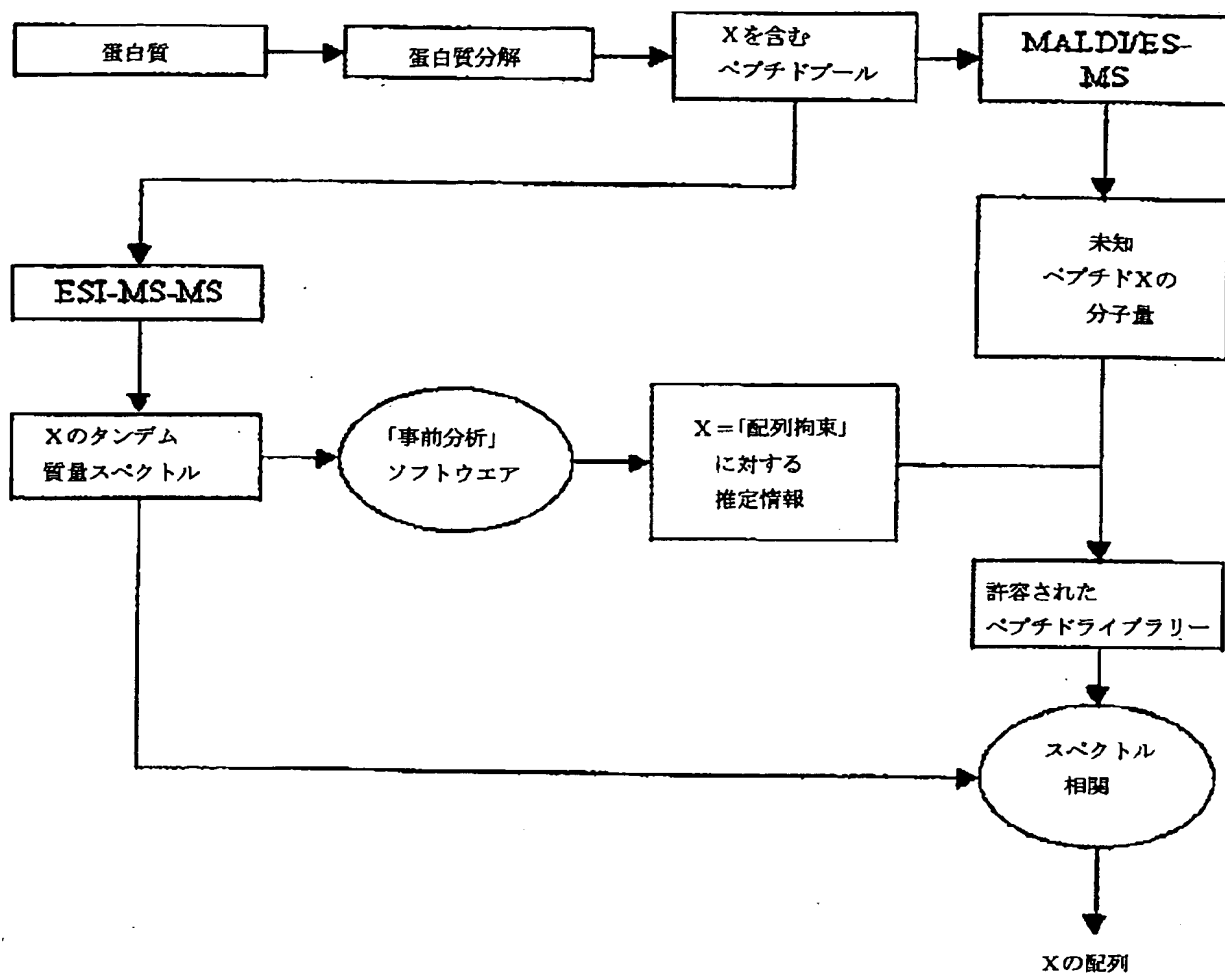 蛋白質
蛋白質分解
Xを含む
ペプチドプール
MALDI/ES-
MS
未知
ペプチドXの
分子量
ESI-MS-MS
Xのタンデム
質量スペクトル
「事前分析」
ソフトウエア
X=「配列拘束」
に対する
推定情報
許容された
ペプチドライブラリー
スペクトル
相関
Xの配列